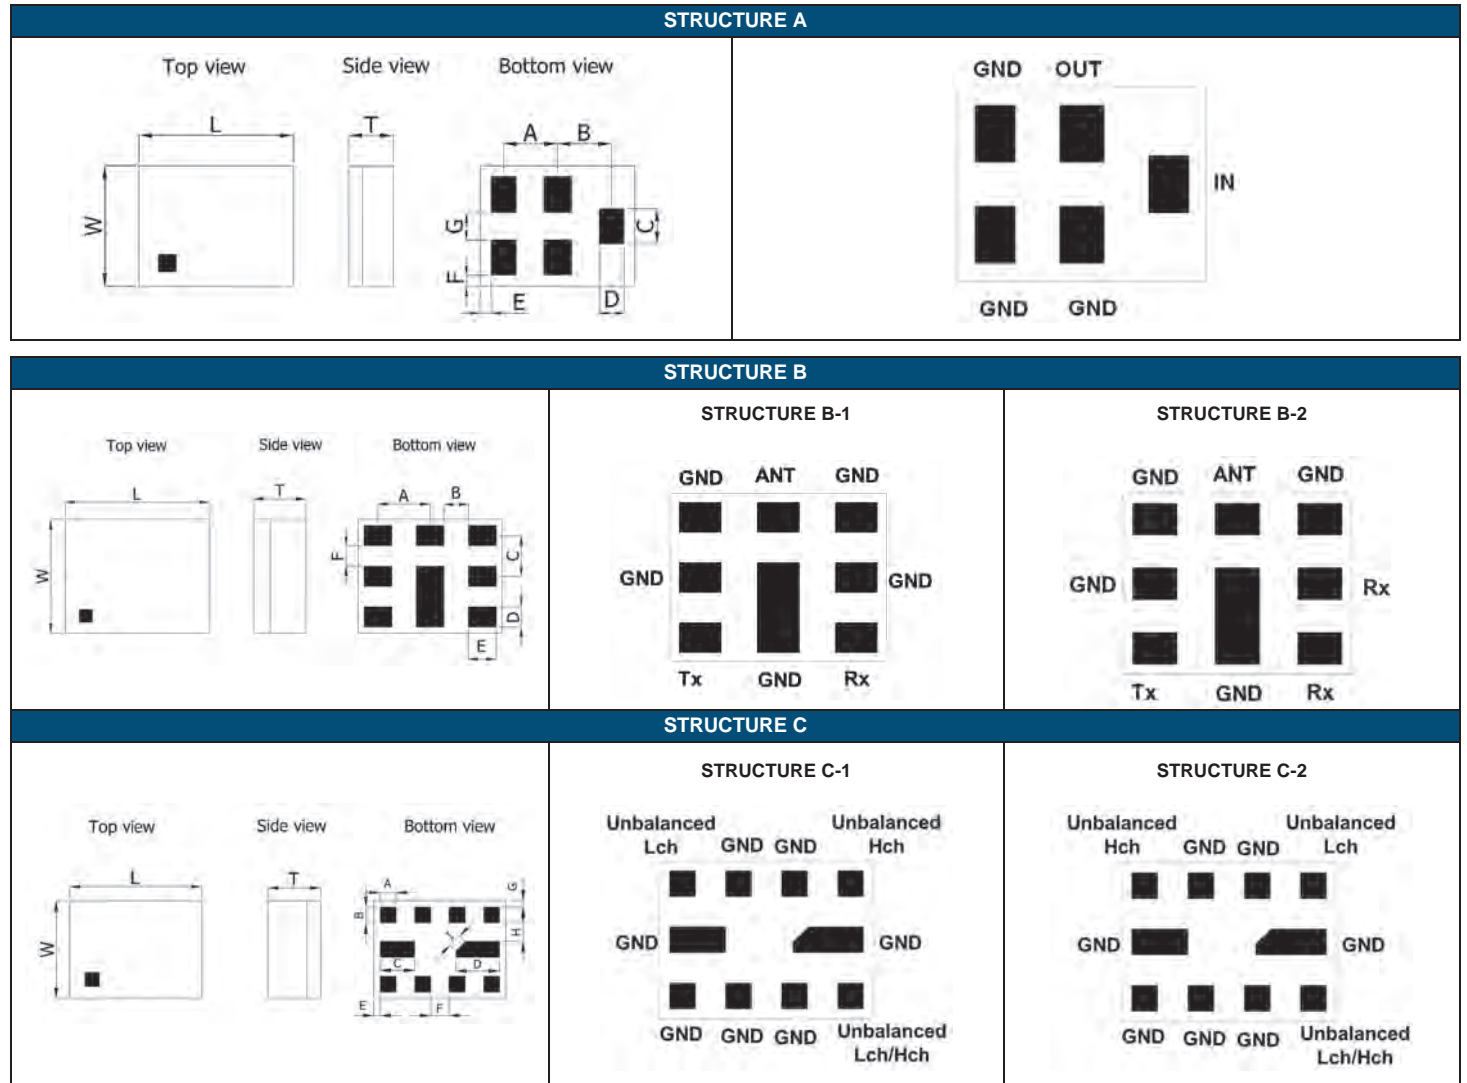 STRUCTURE A
Top view Side view Bottom view
L
T
W
A B
G
C
F
E
D
GND OUT
IN
GND GND
STRUCTURE B
Top view Side view Bottom view
L
T
W
A B
F
C
D
E
STRUCTURE B-1
GND ANT GND
GND GND
Tx GND Rx
STRUCTURE B-2
GND ANT GND
GND Rx
Tx GND Rx
STRUCTURE C
Top view Side view Bottom view
L
T
W
A
G
B
H
I
C
D
E
F
STRUCTURE C-1
Unbalanced Unbalanced
Lch GND GND Hch
GND GND
GND GND GND Unbalanced
Lch/Hch
STRUCTURE C-2
Unbalanced Unbalanced
Hch GND GND Lch
GND GND
GND GND GND Unbalanced
Lch/Hch